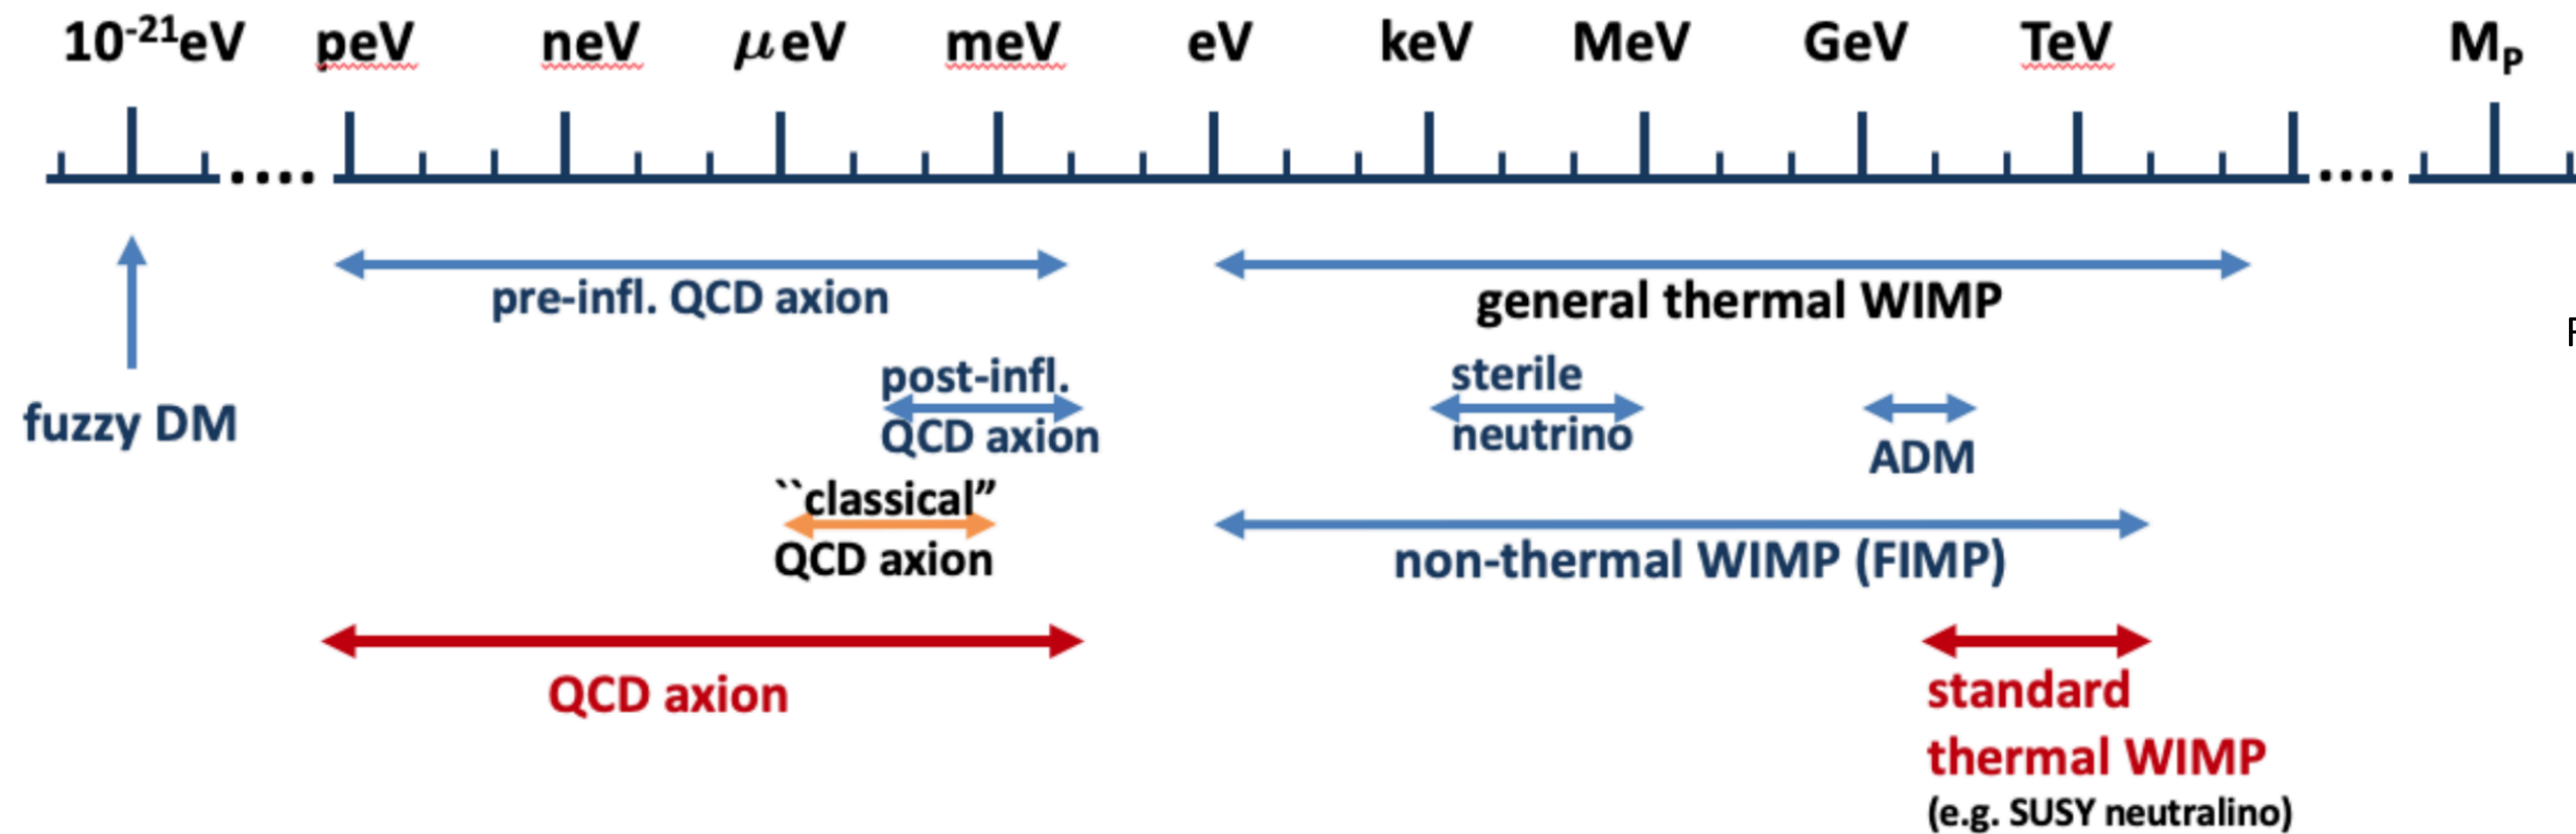 10⁻²¹eV peV neV μeV meV eV keV MeV GeV TeV M_P
....
....
pre-infl. QCD axion
general thermal WIMP
fuzzy DM
post-infl.
QCD axion
sterile
neutrino
ADM
``classical”
QCD axion
non-thermal WIMP (FIMP)
QCD axion
standard
thermal WIMP
(e.g. SUSY neutralino)